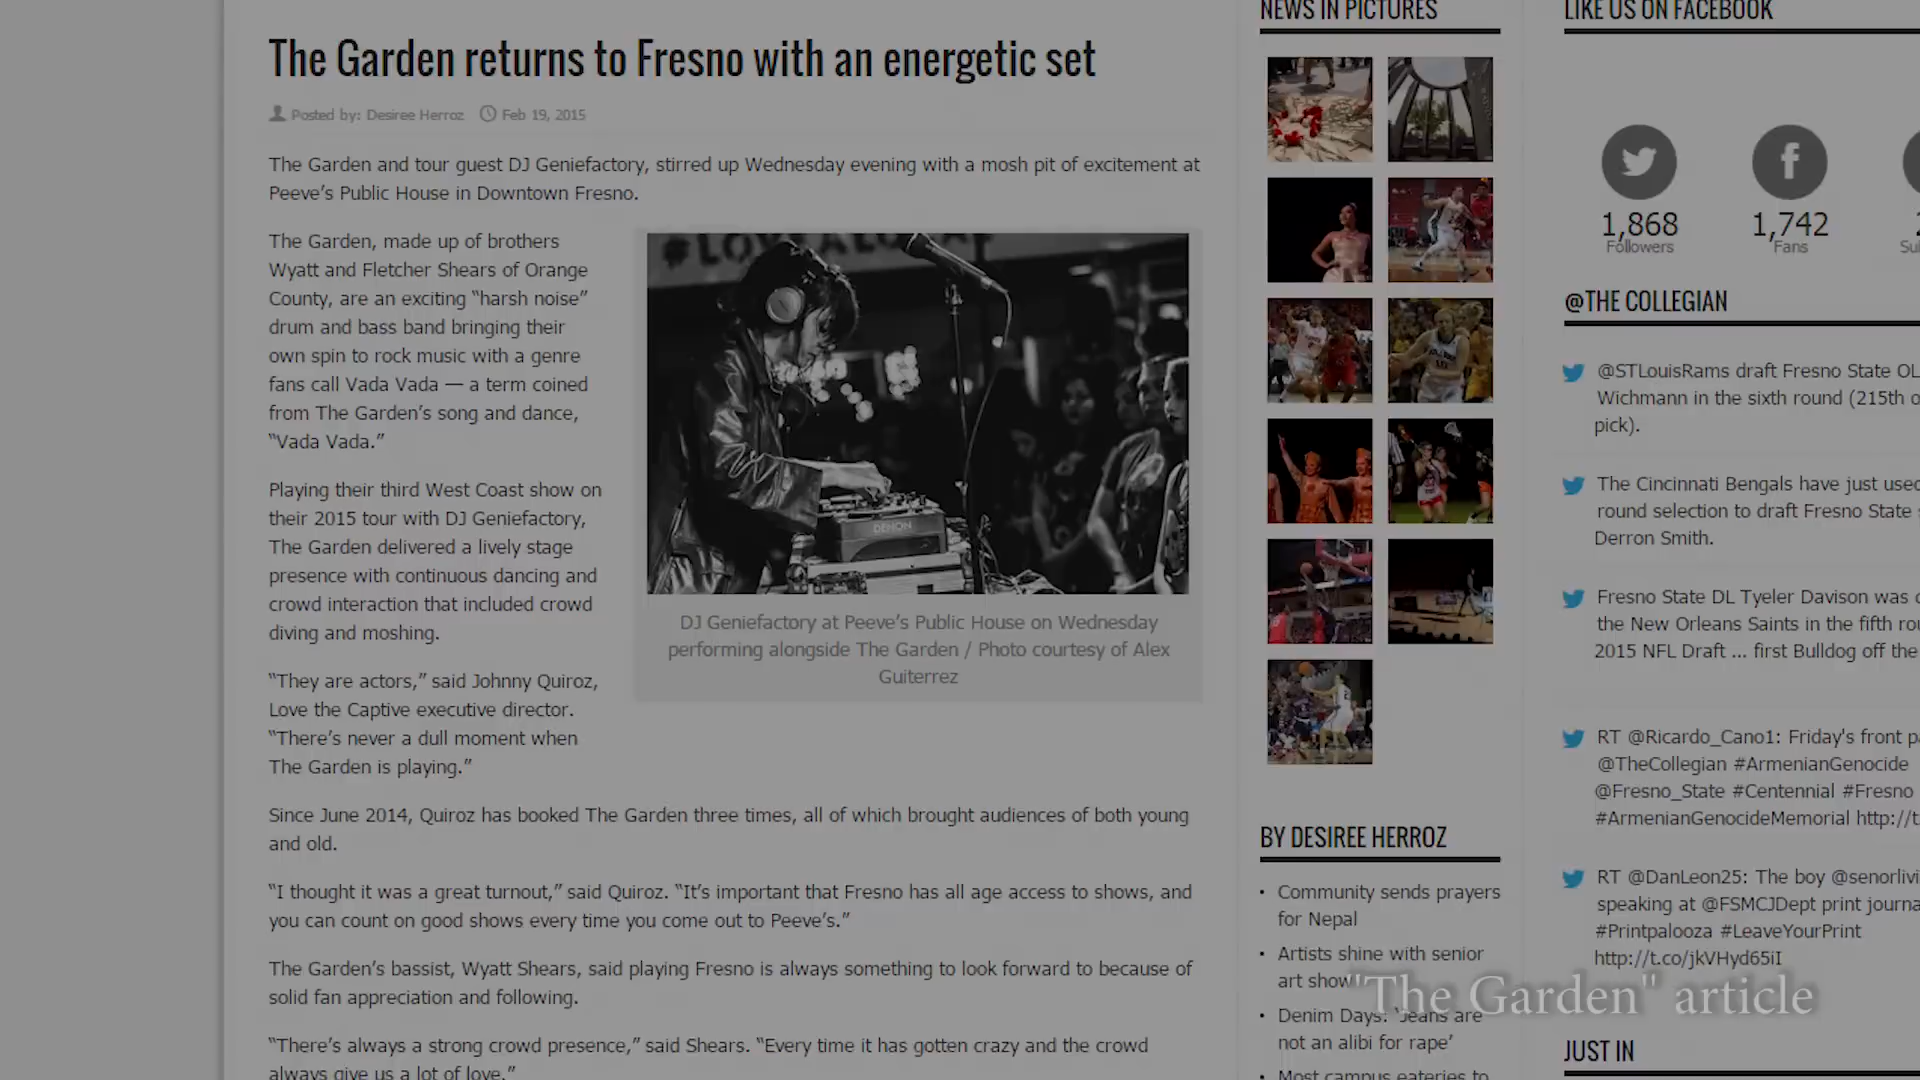 The Garden returns to Fresno with an energetic set
Posted by: Desiree Herroz Feb 19, 2015
The Garden and tour guest DJ Geniefactory, stirred up Wednesday evening with a mosh pit of excitement at
Peeve’s Public House in Downtown Fresno.
The Garden, made up of brothers
Wyatt and Fletcher Shears of Orange
County, are an exciting “harsh noise”
drum and bass band bringing their
own spin to rock music with a genre
fans call Vada Vada — a term coined
from The Garden’s song and dance,
“Vada Vada.”
Playing their third West Coast show on
their 2015 tour with DJ Geniefactory,
The Garden delivered a lively stage
presence with continuous dancing and
crowd interaction that included crowd
diving and moshing.
“They are actors,” said Johnny Quiroz,
Love the Captive executive director.
“There’s never a dull moment when
The Garden is playing.”
DENON
DJ Geniefactory at Peeve’s Public House on Wednesday
performing alongside The Garden / Photo courtesy of Alex
Guiterrez
Since June 2014, Quiroz has booked The Garden three times, all of which brought audiences of both young
and old.
“I thought it was a great turnout,” said Quiroz. “It’s important that Fresno has all age access to shows, and
you can count on good shows every time you come out to Peeve’s.”
The Garden’s bassist, Wyatt Shears, said playing Fresno is always something to look forward to because of
solid fan appreciation and following.
“There’s always a strong crowd presence,” said Shears. “Every time it has gotten crazy and the crowd
always give us a lot of love.”
NEWS IN PICTURES
BY DESIREE HERROZ
• Community sends prayers
for Nepal
• Artists shine with senior
art show
• Denim Days: ‘Jeans are
not an alibi for rape’
• Most campus eateries to
LIKE US ON FACEBOOK
1,868
Followers
1,742
Fans
@THE COLLEGIAN
@STLouisRams draft Fresno State OL
Wichmann in the sixth round (215th
pick).
The Cincinnati Bengals have just used
round selection to draft Fresno State
Derron Smith.
Fresno State DL Tyeler Davison was
the New Orleans Saints in the fifth
2015 NFL Draft ... first Bulldog off the
RT @Ricardo_Cano1: Friday's front
@TheCollegian #ArmenianGenocide
@Fresno_State #Centennial #Fresno
#ArmenianGenocideMemorial http://t.
RT @DanLeon25: The boy @senorlivi
speaking at @FSMCJDept print
#Printpalooza #LeaveYourPrint
http://t.co/jkVHyd65iI
"The Garden" article
JUST IN